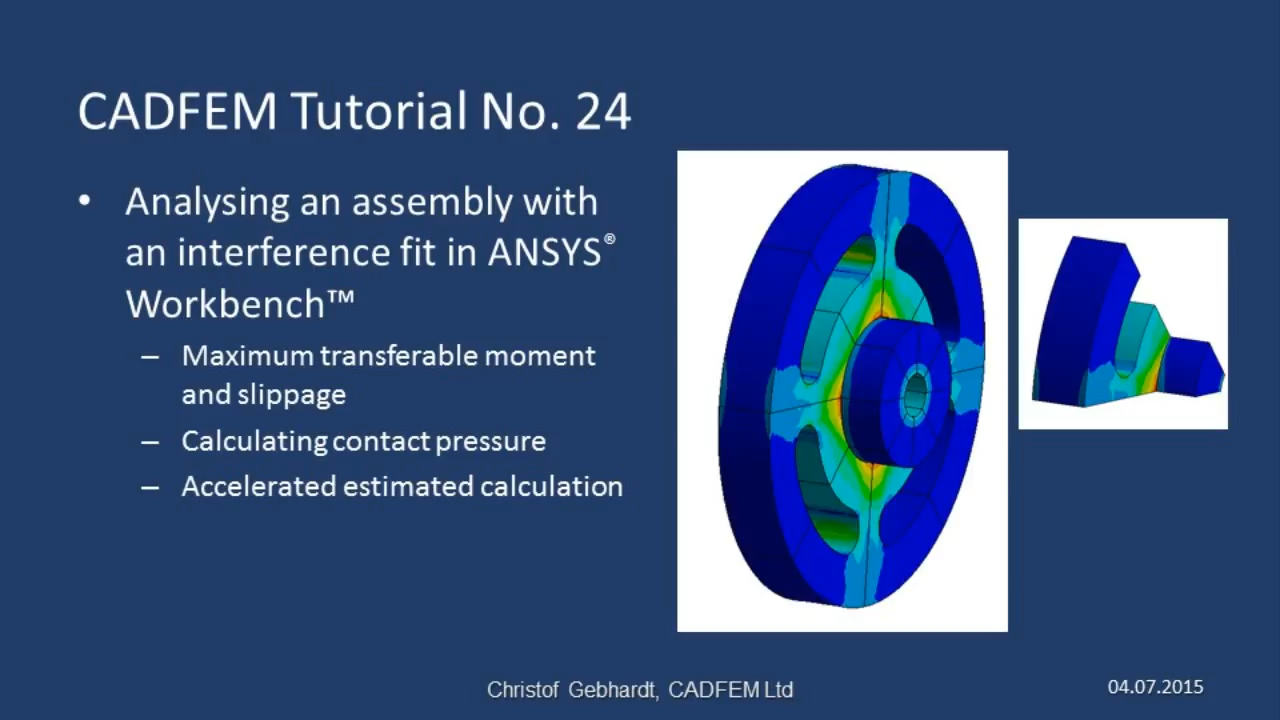 CADFEM Tutorial No. 24
• Analysing an assembly with
an interference fit in ANSYS®
Workbench™
– Maximum transferable moment
and slippage
– Calculating contact pressure
– Accelerated estimated calculation
Christof Gebhardt, CADFEM Ltd
04.07.2015